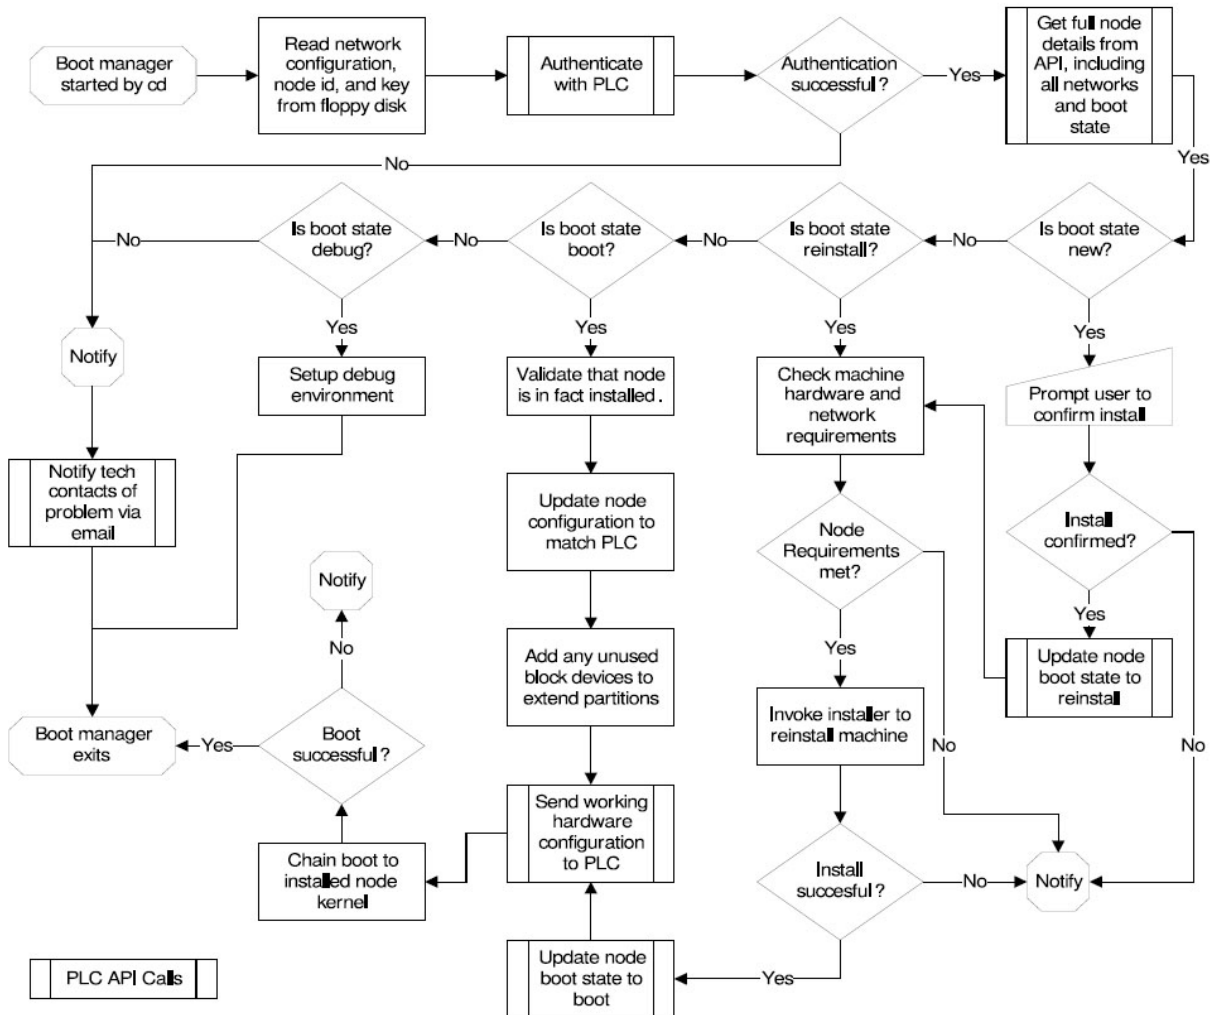 Boot manager
started by cd
Read network
configuration,
node id, and key
from floppy disk
Authenticate
with PLC
Authentication
successful?
Yes
Get full node
details from
API, including
all networks
and boot
state
Yes
No
Is boot state
new?
No
Is boot state
reinstall?
No
Is boot state
boot?
No
Is boot state
debug?
No
Yes
Yes
Yes
Yes
Notify
Setup debug
environment
Validate that node
is in fact installed.
Check machine
hardware and
network
requirements
Prompt user to
confirm install
Notify tech
contacts of
problem via
email
Update node
configuration to
match PLC
Node
Requirements
met?
Install
confirmed?
Notify
No
Yes
Yes
Add any unused
block devices to
extend partitions
Update node
boot state to
reinstall
Boot manager
exits
Yes
Boot
successful?
Invoke installer to
reinstall machine
No
No
Send working
hardware
configuration
to PLC
Chain boot to
installed node
kernel
Install
succesful?
No
Notify
PLC API Calls
Update node
boot state to
boot
Yes